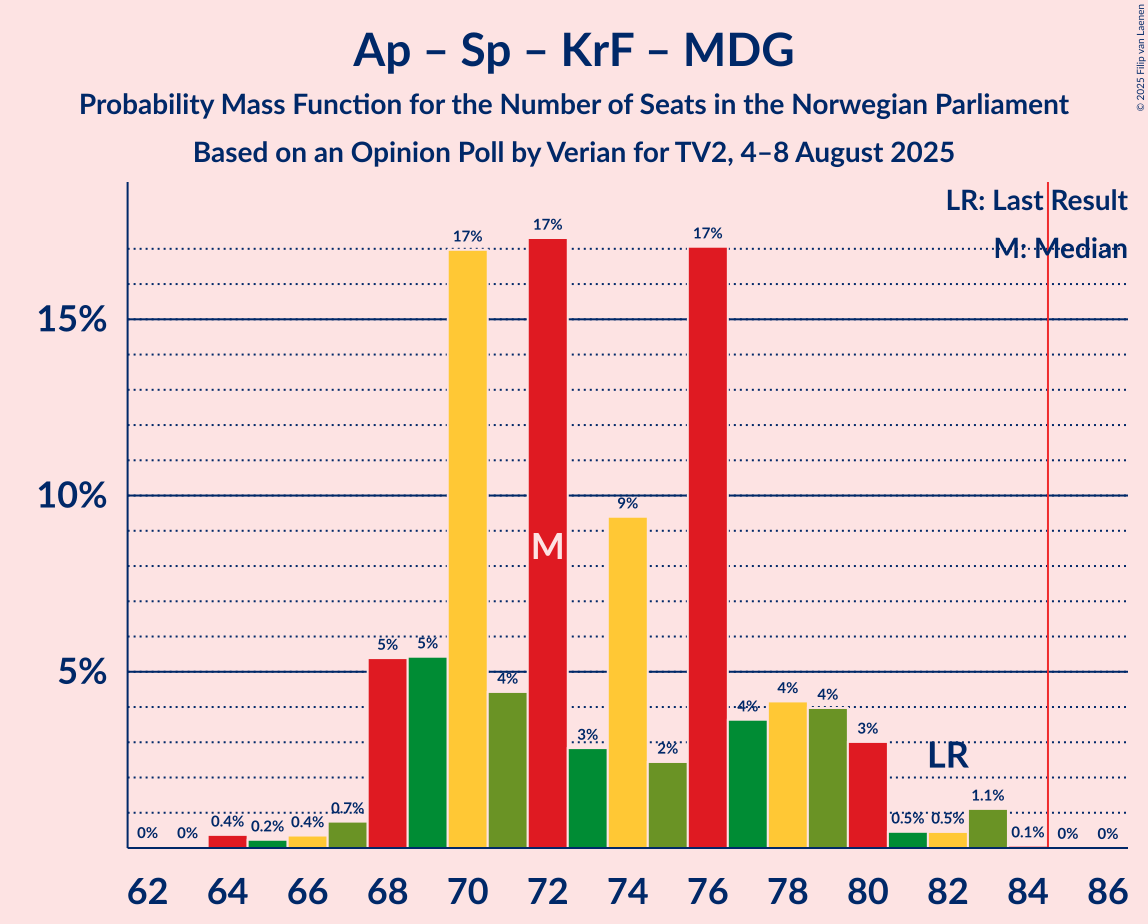 Ap – Sp – KrF – MDG
Probability Mass Function for the Number of Seats in the Norwegian Parliament
Based on an Opinion Poll by Verian for TV2, 4–8 August 2025
© 2025 Filip van Laenen
LR: Last Result
M: Median
15%
10%
5%
0% 0% 0.4% 0.2% 0.4% 0.7% 5% 5% 17% 4% 17% 3% 9% 2% 17% 4% 4% 4% 3% 0.5% 0.5% 1.1% 0.1% 0% 0%
M
LR
62 64 66 68 70 72 74 76 78 80 82 84 86